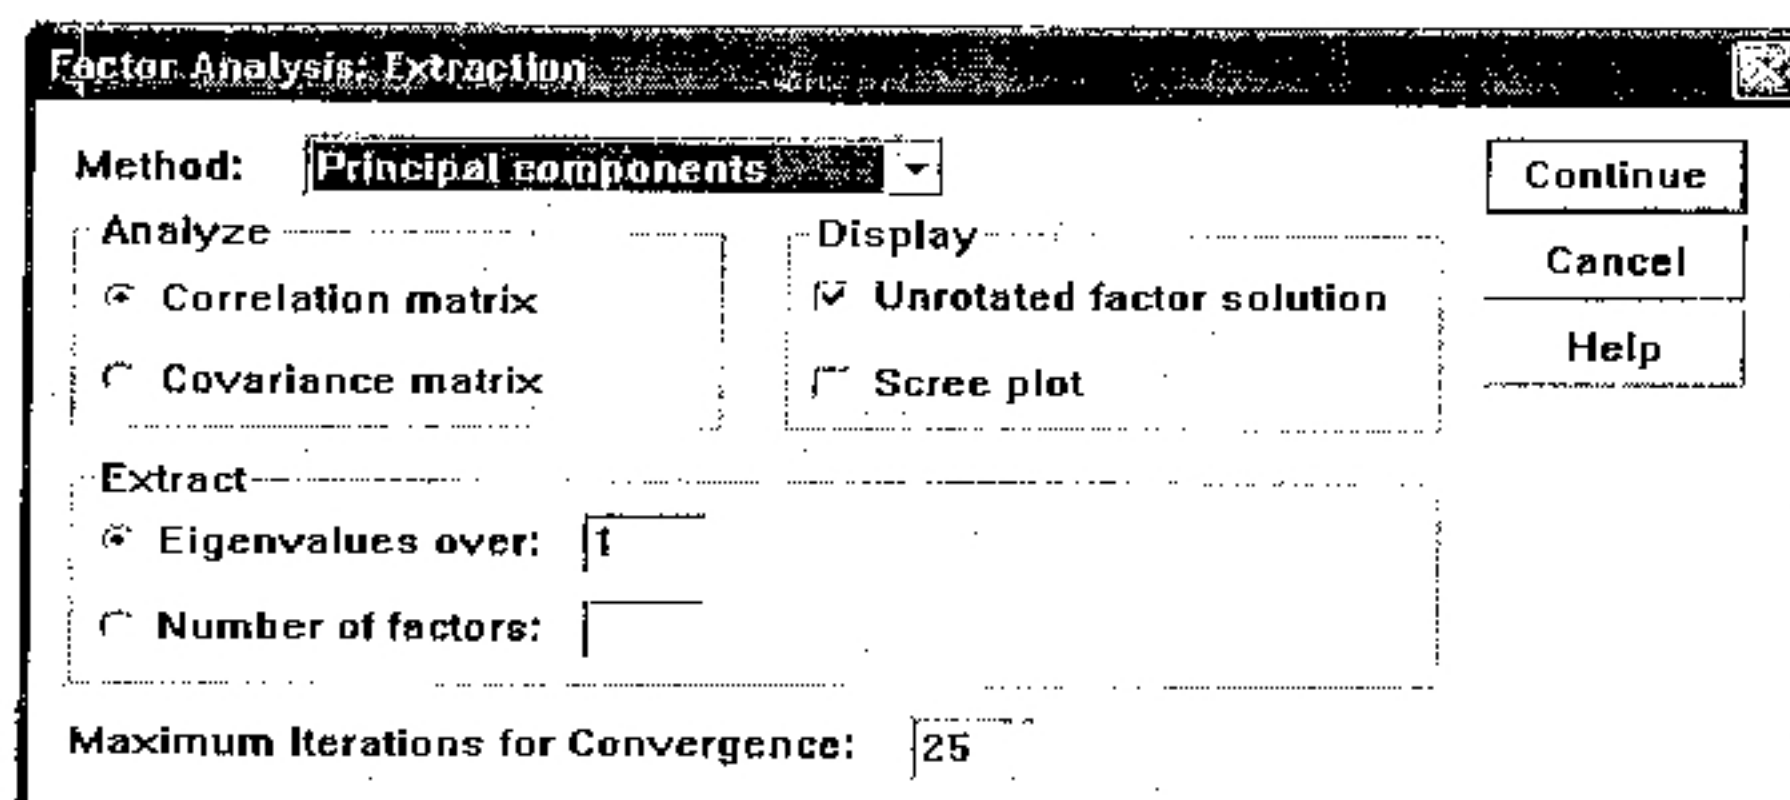 Factor Analysis: Extraction
Method: Principal components
Continue
Analyze
Display
Cancel
Correlation matrix
Unrotated factor solution
Help
Covariance matrix
Scree plot
Extract
Eigenvalues over: 1
Number of factors:
Maximum Iterations for Convergence: 25